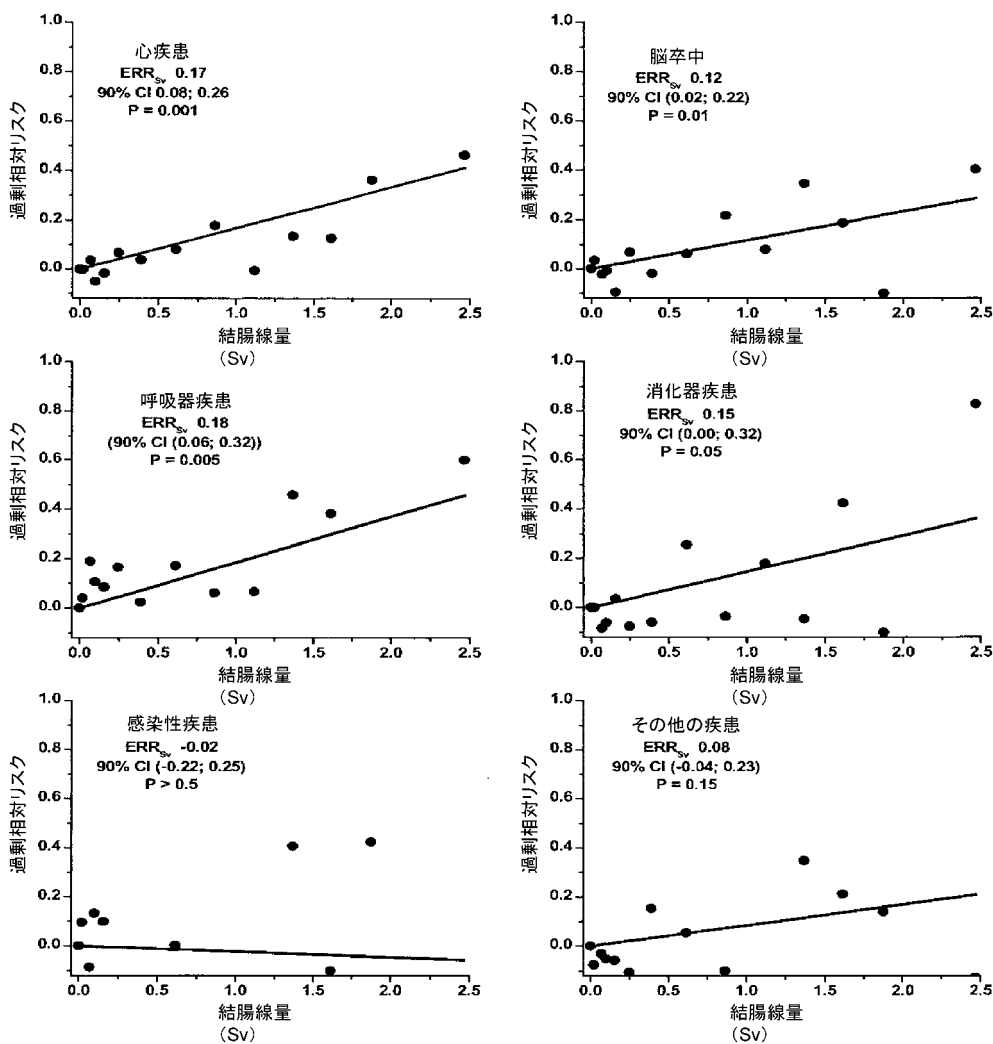 心疾患
ERRSv 0.17
90% CI 0.08; 0.26
P = 0.001
過剰相対リスク
1.0
0.8
0.6
0.4
0.2
0.0
0.0 0.5 1.0 1.5 2.0 2.5
結腸線量
(Sv)
脳卒中
ERRSv 0.12
90% CI (0.02; 0.22)
P = 0.01
過剰相対リスク
1.0
0.8
0.6
0.4
0.2
0.0
0.0 0.5 1.0 1.5 2.0 2.5
結腸線量
(Sv)
呼吸器疾患
ERRSv 0.18
(90% CI (0.06; 0.32))
P = 0.005
過剰相対リスク
1.0
0.8
0.6
0.4
0.2
0.0
0.0 0.5 1.0 1.5 2.0 2.5
結腸線量
(Sv)
消化器疾患
ERRSv 0.15
90% CI (0.00; 0.32)
P = 0.05
過剰相対リスク
1.0
0.8
0.6
0.4
0.2
0.0
0.0 0.5 1.0 1.5 2.0 2.5
結腸線量
(Sv)
感染性疾患
ERRSv -0.02
90% CI (-0.22; 0.25)
P > 0.5
過剰相対リスク
1.0
0.8
0.6
0.4
0.2
0.0
0.0 0.5 1.0 1.5 2.0 2.5
結腸線量
(Sv)
その他の疾患
ERRSv 0.08
90% CI (-0.04; 0.23)
P = 0.15
過剰相対リスク
1.0
0.8
0.6
0.4
0.2
0.0
0.0 0.5 1.0 1.5 2.0 2.5
結腸線量
(Sv)